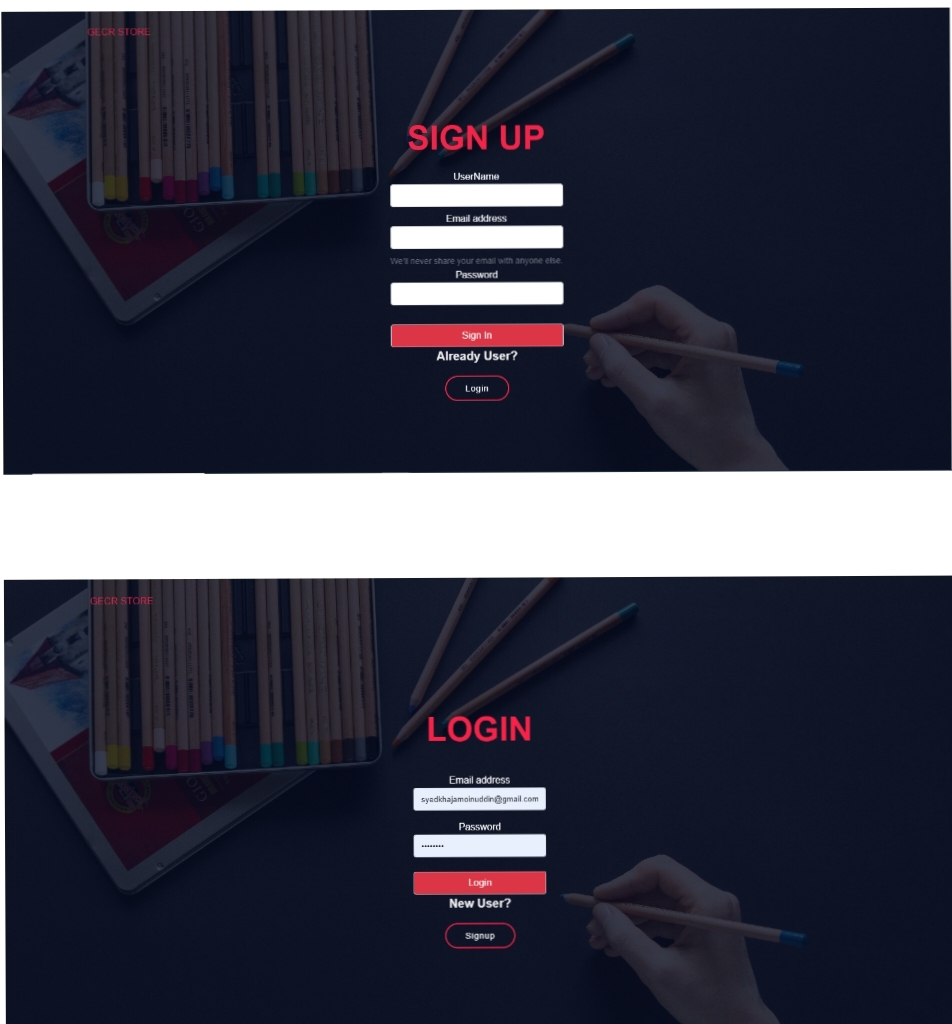 GECR STORE
SIGN UP
UserName
Email address
We'll never share your email with anyone else.
Password
Sign In
Already User?
Login
GECR STORE
LOGIN
Email address
syedkhajamoinuddin@gmail.com
Password
••••••••
Login
New User?
Signup